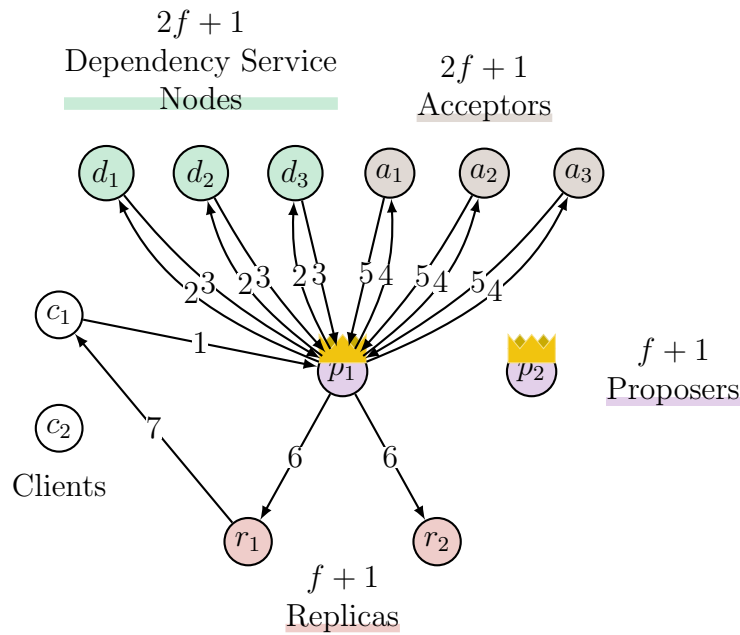 2f + 1
Dependency Service
Nodes
2f + 1
Acceptors
d₁ d₂ d₃ a₁ a₂ a₃
2 3 2 3 2 3 5 4 5 4 5 4
c₁
1
p₁
p₂
f + 1
Proposers
c₂
7
6
6
Clients
r₁
r₂
f + 1
Replicas